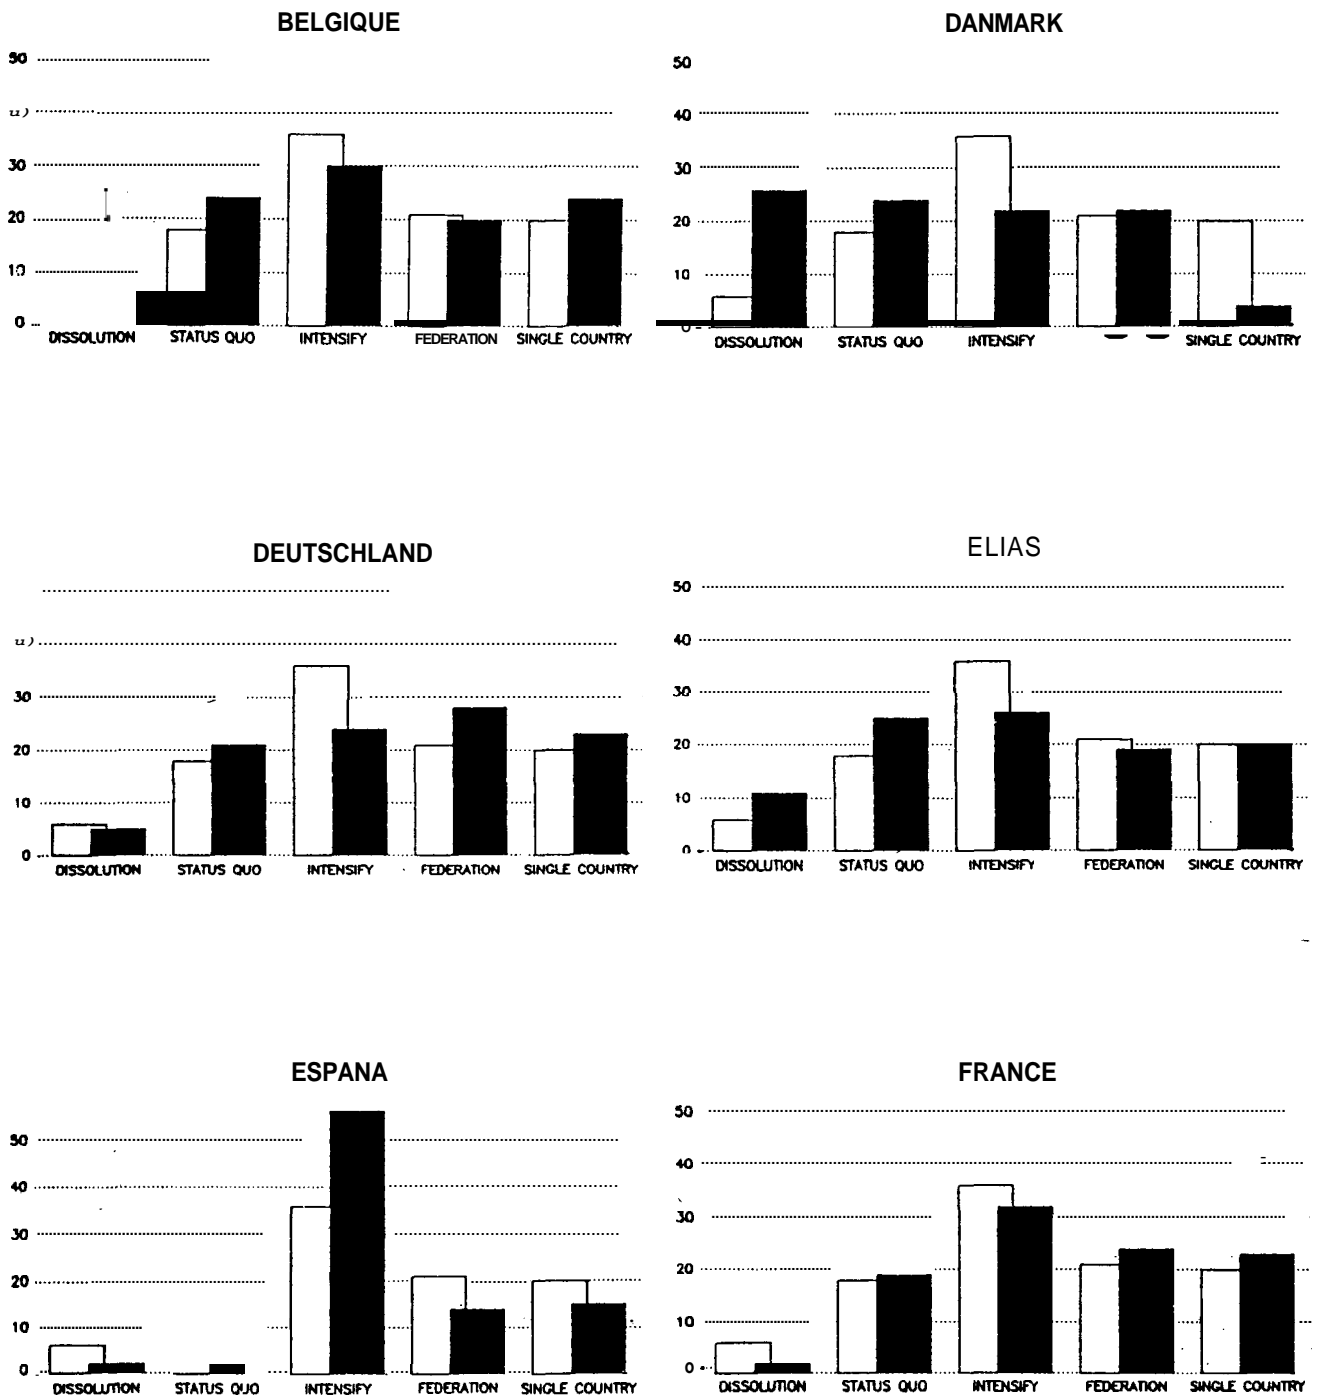 BELGIQUE
50
30
20
10
0
DISSOLUTION STATUS QUO INTENSIFY FEDERATION SINGLE COUNTRY
DANMARK
50
40
30
20
10
0
DISSOLUTION STATUS QUO INTENSIFY SINGLE COUNTRY
DEUTSCHLAND
30
20
10
0
DISSOLUTION STATUS QUO INTENSIFY FEDERATION SINGLE COUNTRY
ELIAS
50
40
30
20
10
0
DISSOLUTION STATUS QUO INTENSIFY FEDERATION SINGLE COUNTRY
ESPANA
50
40
30
20
10
0
DISSOLUTION STATUS QUO INTENSIFY FEDERATION SINGLE COUNTRY
FRANCE
50
40
30
20
10
0
DISSOLUTION STATUS QUO INTENSIFY FEDERATION SINGLE COUNTRY